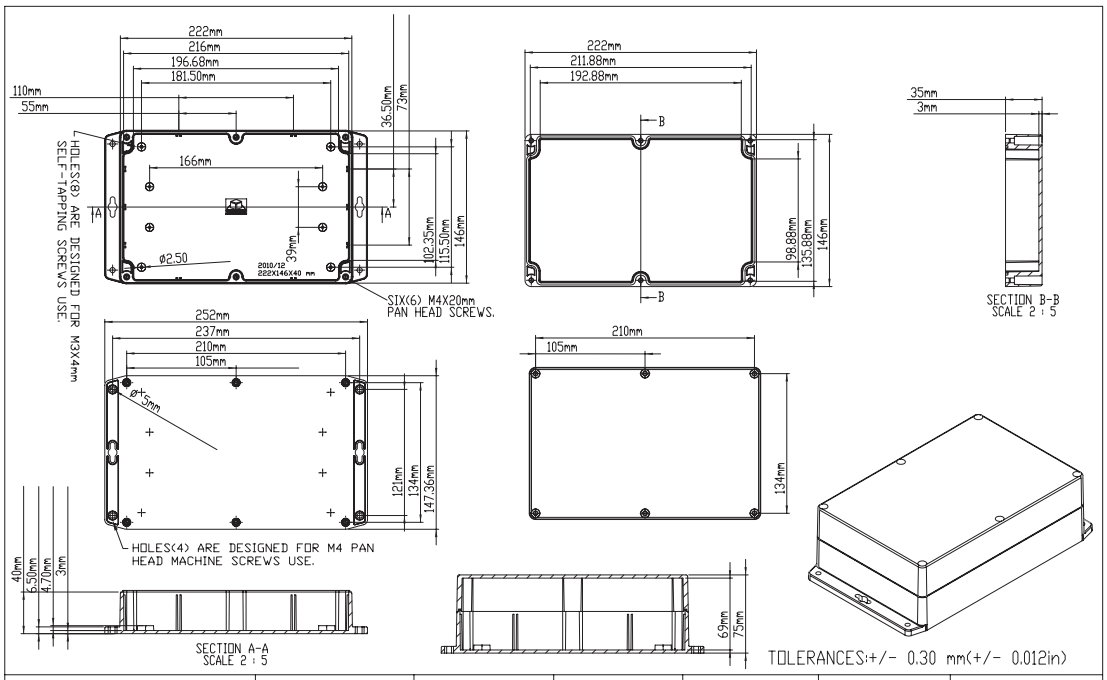 222mm
216mm
196.68mm
181.50mm
110mm
55mm
36.50mm
73mm
166mm
39mm
A
A
ø2.50
2010/12
222X146X40 mm
102.35mm
115.50mm
146mm
HOLES(8) ARE DESIGNED FOR M3X4mm
SELF-TAPPING SCREWS USE.
SIX(6) M4X20mm
PAN HEAD SCREWS.
222mm
211.88mm
192.88mm
B
B
98.88mm
135.88mm
146mm
35mm
3mm
SECTION B-B
SCALE 2 : 5
252mm
237mm
210mm
105mm
ø 5mm
121mm
134mm
147.36mm
HOLES(4) ARE DESIGNED FOR M4 PAN
HEAD MACHINE SCREWS USE.
210mm
105mm
134mm
40mm
6.50mm
4.70mm
3mm
SECTION A-A
SCALE 2 : 5
69mm
75mm
TOLERANCES:+/- 0.30 mm(+/- 0.012in)